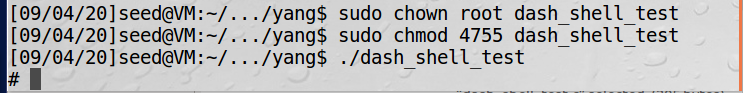 [09/04/20]seed@VM:~/.../yang$ sudo chown root dash_shell_test
[09/04/20]seed@VM:~/.../yang$ sudo chmod 4755 dash_shell_test
[09/04/20]seed@VM:~/.../yang$ ./dash_shell_test
#